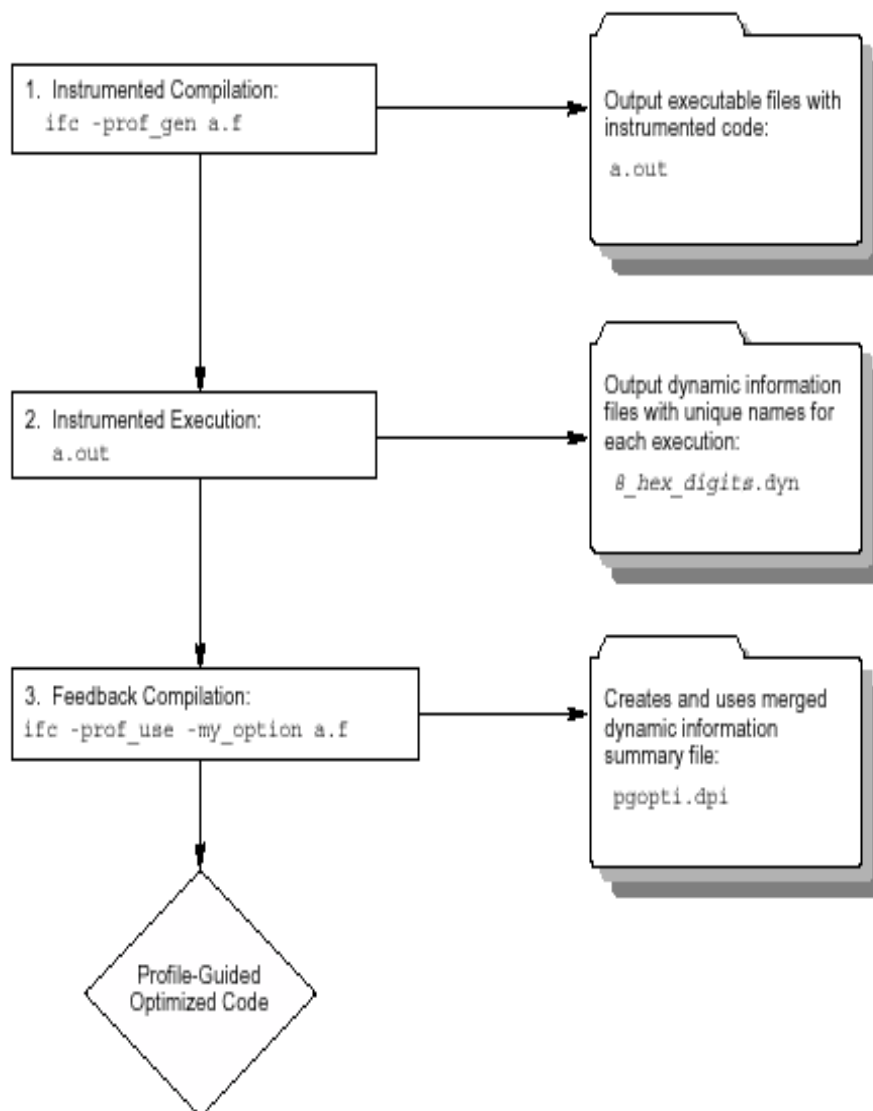 1. Instrumented Compilation:
ifc -prof_gen a.f
Output executable files with
instrumented code:
a.out
2. Instrumented Execution:
a.out
Output dynamic information
files with unique names for
each execution:
8_hex_digits.dyn
3. Feedback Compilation:
ifc -prof_use -my_option a.f
Creates and uses merged
dynamic information
summary file:
pgopti.dpi
Profile-Guided
Optimized Code